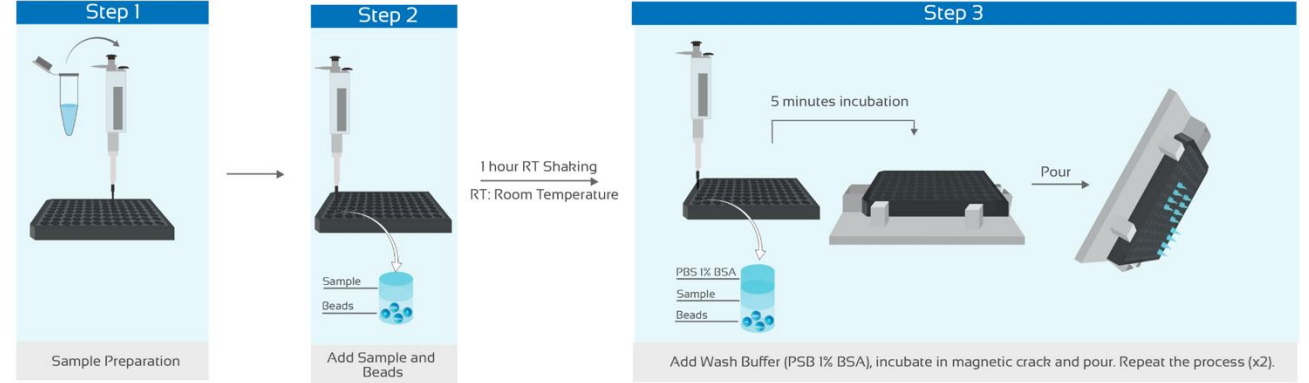 Step 1
Sample Preparation
Step 2
Sample
Beads
Add Sample and
Beads
1 hour RT Shaking
RT: Room Temperature
Step 3
5 minutes incubation
Pour
PBS 1% BSA
Sample
Beads
Add Wash Buffer (PSB 1% BSA), incubate in magnetic crack and pour. Repeat the process (x2).